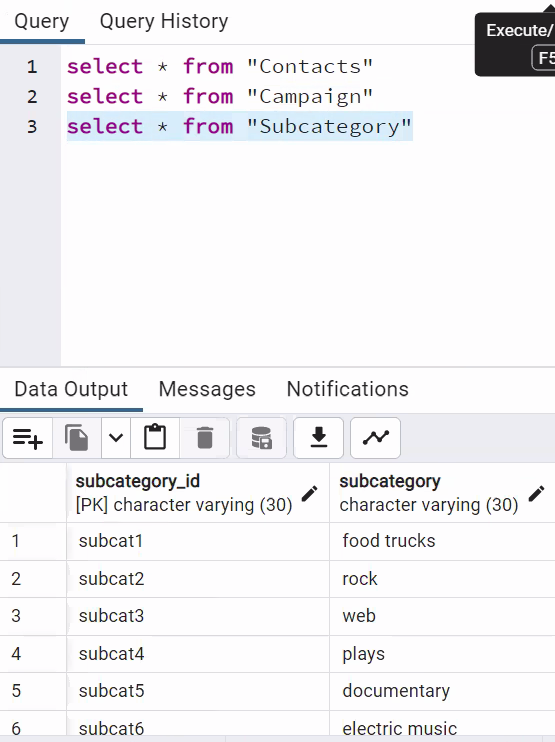 Query Query History
Execute/
F5
1 select * from "Contacts"
2 select * from "Campaign"
3 select * from "Subcategory"
Data Output Messages Notifications
subcategory_id subcategory
[PK] character varying (30) character varying (30)
1 subcat1 food trucks
2 subcat2 rock
3 subcat3 web
4 subcat4 plays
5 subcat5 documentary
6 subcat6 electric music